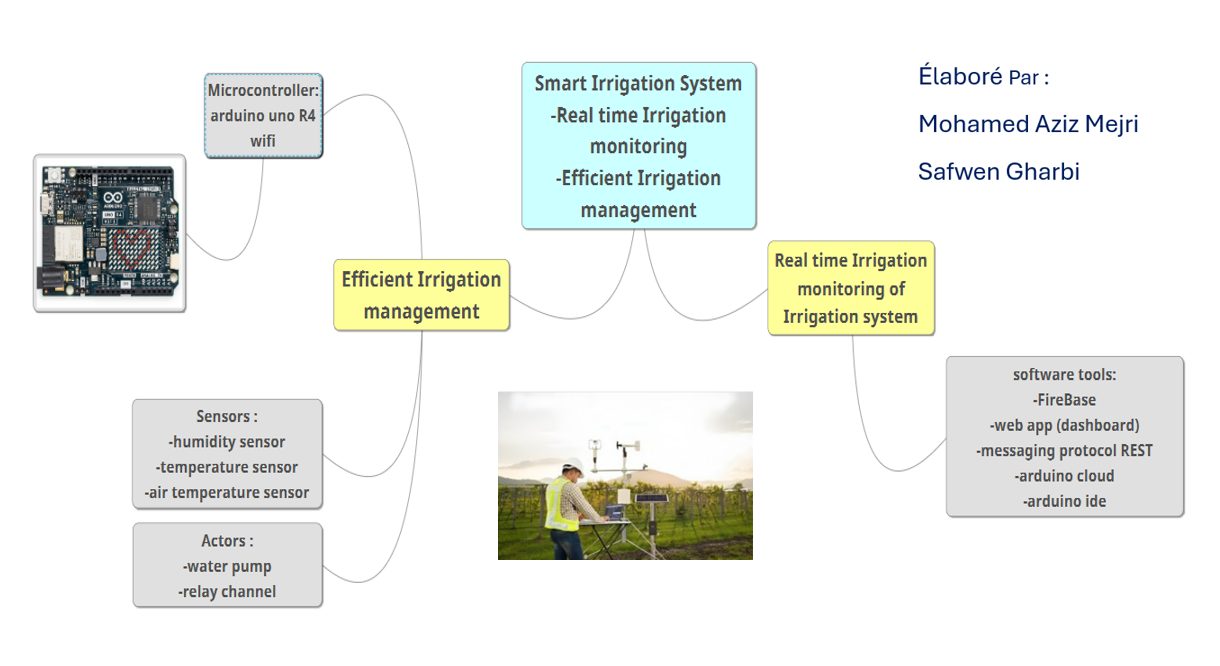 Smart Irrigation System
-Real time Irrigation
monitoring
-Efficient Irrigation
management
Élaboré Par :
Mohamed Aziz Mejri
Safwen Gharbi
Microcontroller:
arduino uno R4
wifi
Efficient Irrigation
management
Real time Irrigation
monitoring of
Irrigation system
Sensors :
-humidity sensor
-temperature sensor
-air temperature sensor
Actors :
-water pump
-relay channel
software tools:
-FireBase
-web app (dashboard)
-messaging protocol REST
-arduino cloud
-arduino ide